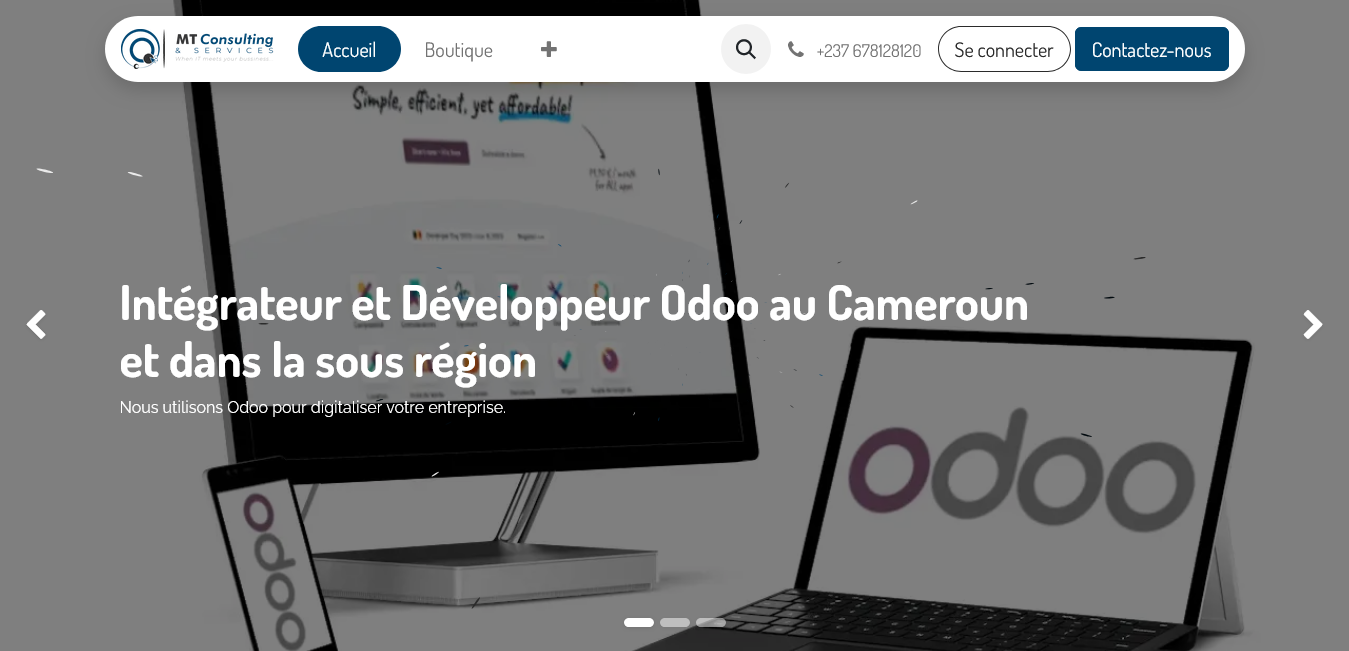 MT Consulting
& SERVICES
When IT meets your business
Accueil
Boutique
+237 678128120
Se connecter
Contactez-nous
Simple, efficient, yet affordable!
Intégrateur et Développeur Odoo au Cameroun
et dans la sous région
Nous utilisons Odoo pour digitaliser votre entreprise.
odoo
odoo